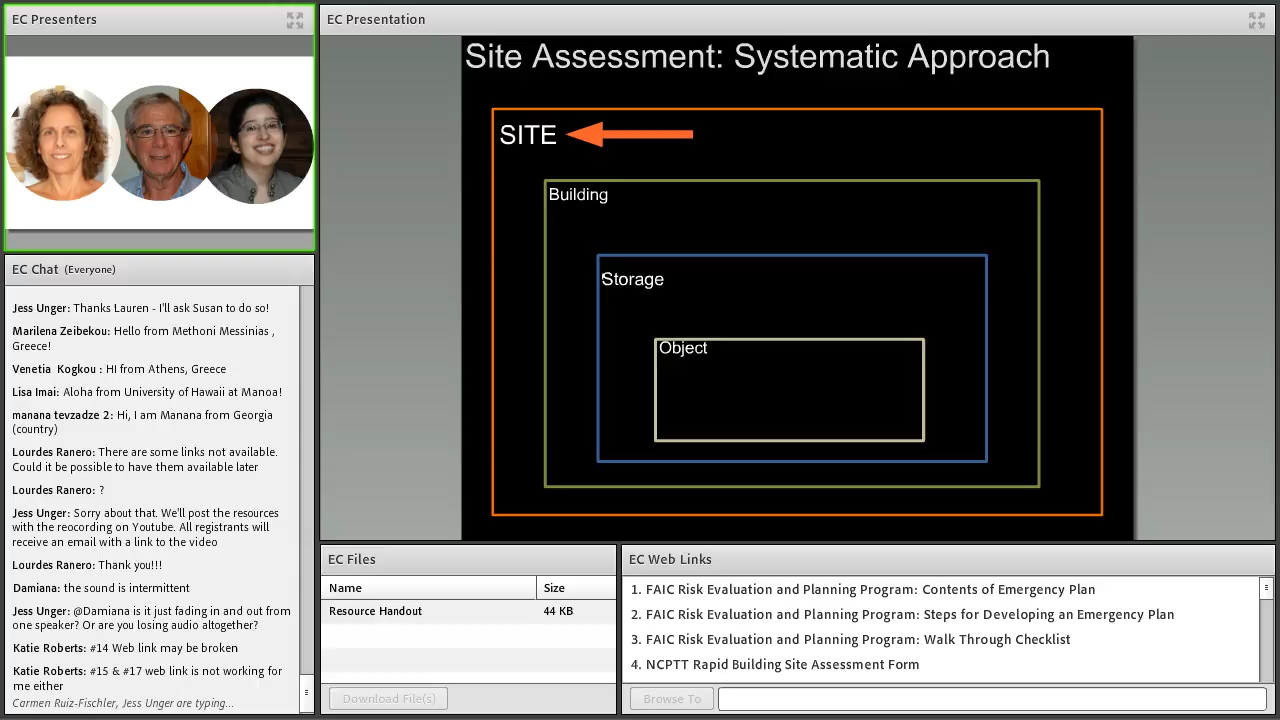 EC Presenters
EC Presentation
Site Assessment: Systematic Approach
SITE
Building
Storage
Object
EC Chat (Everyone)
Jess Unger: Thanks Lauren - I'll ask Susan to do so!
Marilena Zeibekou: Hello from Methoni Messinias ,
Greece!
Venetia Kogkou : HI from Athens, Greece
Lisa Imai: Aloha from University of Hawaii at Manoa!
manana tevzadze 2: Hi, I am Manana from Georgia
(country)
Lourdes Ranero: There are some links not available.
Could it be possible to have them available later
Lourdes Ranero: ?
Jess Unger: Sorry about that. We'll post the resources
with the reocording on Youtube. All registrants will
receive an email with a link to the video
Lourdes Ranero: Thank you!!!
Damiana: the sound is intermittent
Jess Unger: @Damiana is it just fading in and out from
one speaker? Or are you losing audio altogether?
Katie Roberts: #14 Web link may be broken
Katie Roberts: #15 & #17 web link is not working for
me either
Carmen Ruiz-Fischler, Jess Unger are typing...
EC Files
Name Size
Resource Handout 44 KB
Download File(s)
EC Web Links
1. FAIC Risk Evaluation and Planning Program: Contents of Emergency Plan
2. FAIC Risk Evaluation and Planning Program: Steps for Developing an Emergency Plan
3. FAIC Risk Evaluation and Planning Program: Walk Through Checklist
4. NCPTT Rapid Building Site Assessment Form
Browse To